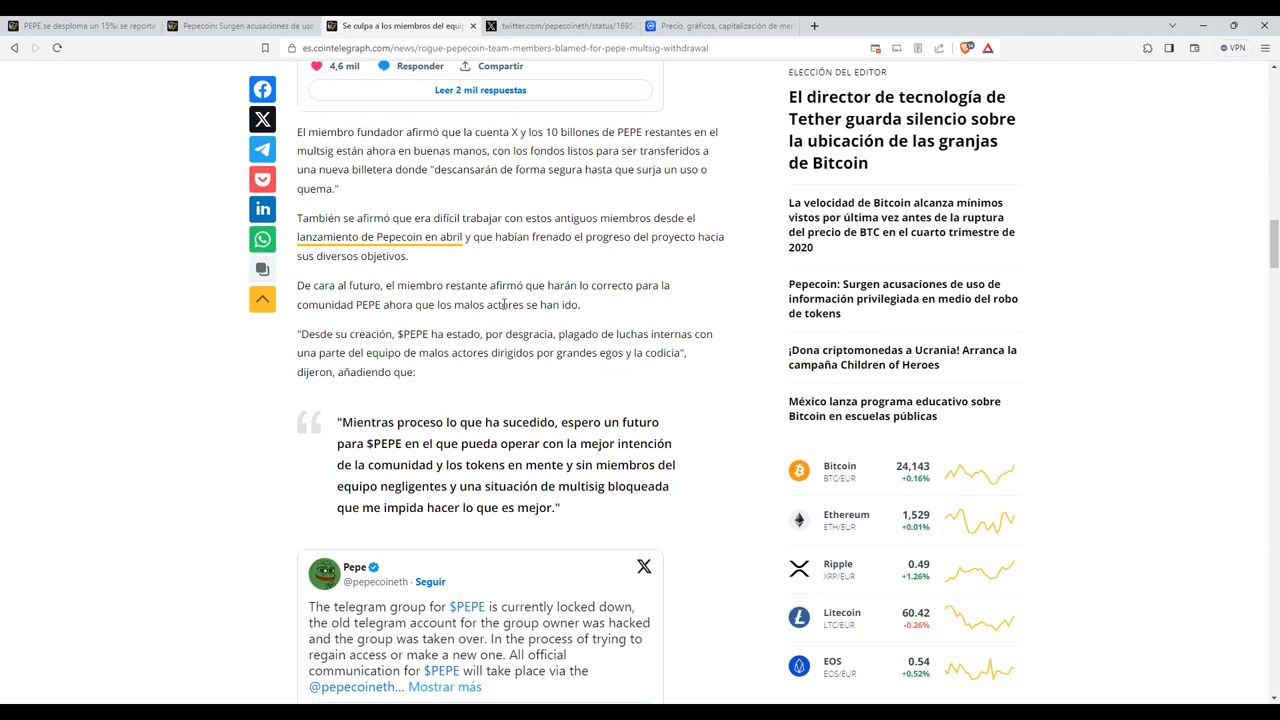 PEPE se desploma un 15%: se reporta
Pepecoin: Surgen acusaciones de uso
Se culpa a los miembros del equi
twitter.com/pepecoineth/status/1695
Precio, gráficos, capitalización de mer
es.cointelegraph.com/news/rogue-pepecoin-team-members-blamed-for-pepe-multsig-withdrawal
VPN
4,6 mil
Responder
Compartir
Leer 2 mil respuestas
El miembro fundador afirmó que la cuenta X y los 10 billones de PEPE restantes en el
multsig están ahora en buenas manos, con los fondos listos para ser transferidos a
una nueva billetera donde "descansarán de forma segura hasta que surja un uso o
quema."
También se afirmó que era difícil trabajar con estos antiguos miembros desde el
lanzamiento de Pepecoin en abril y que habían frenado el progreso del proyecto hacia
sus diversos objetivos.
De cara al futuro, el miembro restante afirmó que harán lo correcto para la
comunidad PEPE ahora que los malos actores se han ido.
"Desde su creación, $PEPE ha estado, por desgracia, plagado de luchas internas con
una parte del equipo de malos actores dirigidos por grandes egos y la codicia",
dijeron, añadiendo que:
"Mientras proceso lo que ha sucedido, espero un futuro
para $PEPE en el que pueda operar con la mejor intención
de la comunidad y los tokens en mente y sin miembros del
equipo negligentes y una situación de multisig bloqueada
que me impida hacer lo que es mejor."
Pepe
@pepecoineth · Seguir
The telegram group for $PEPE is currently locked down,
the old telegram account for the group owner was hacked
and the group was taken over. In the process of trying to
regain access or make a new one. All official
communication for $PEPE will take place via the
@pepecoineth... Mostrar más
ELECCIÓN DEL EDITOR
El director de tecnología de
Tether guarda silencio sobre
la ubicación de las granjas
de Bitcoin
La velocidad de Bitcoin alcanza mínimos
vistos por última vez antes de la ruptura
del precio de BTC en el cuarto trimestre de
2020
Pepecoin: Surgen acusaciones de uso de
información privilegiada en medio del robo
de tokens
¡Dona criptomonedas a Ucrania! Arranca la
campaña Children of Heroes
México lanza programa educativo sobre
Bitcoin en escuelas públicas
Bitcoin 24,143
BTC/EUR +0.16%
Ethereum 1,529
ETH/EUR +0.01%
Ripple 0.49
XRP/EUR +1.26%
Litecoin 60.42
LTC/EUR -0.26%
EOS 0.54
EOS/EUR +0.52%